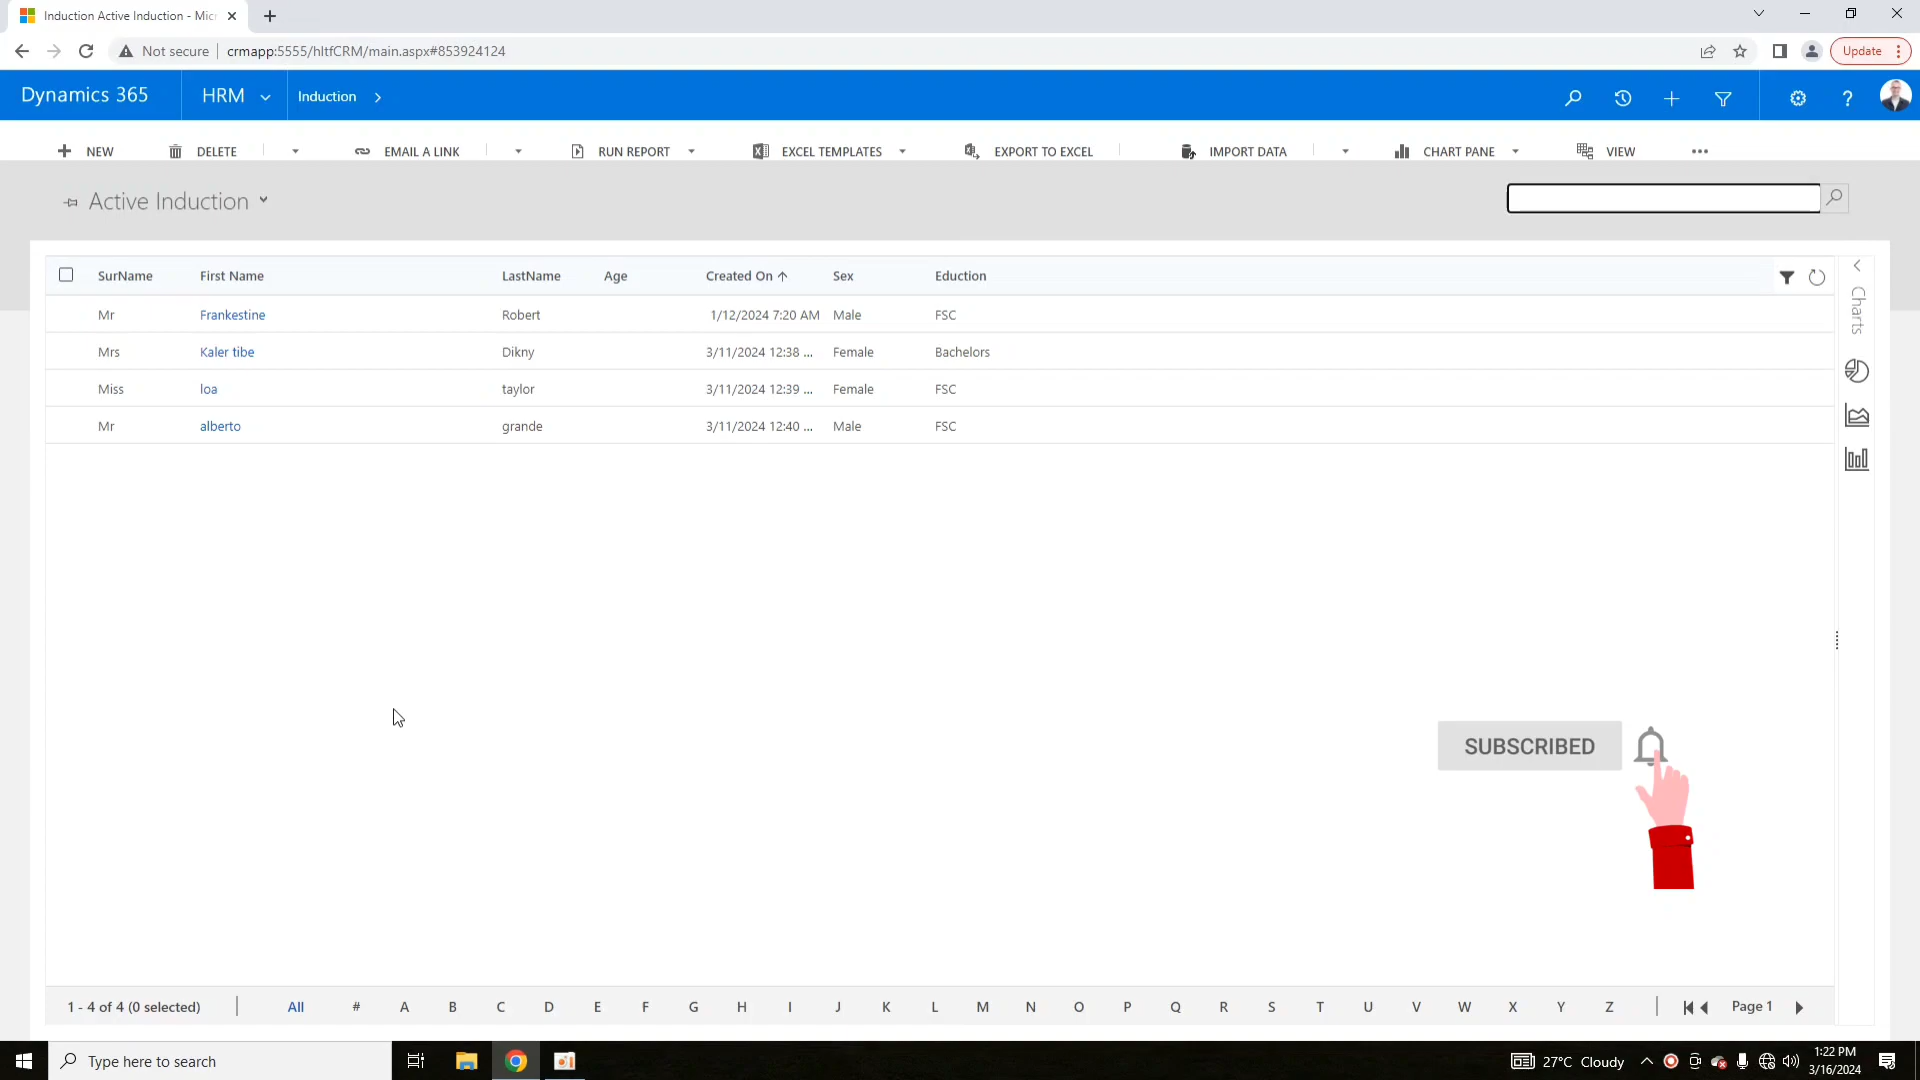 Induction Active Induction - Micr
Not secure
crmapp:5555/hltfCRM/main.aspx#853924124
Update
Dynamics 365
HRM
Induction
NEW
DELETE
EMAIL A LINK
RUN REPORT
EXCEL TEMPLATES
EXPORT TO EXCEL
IMPORT DATA
CHART PANE
VIEW
Active Induction
SurName First Name LastName Age Created On Sex Eduction
Mr Frankestine Robert 1/12/2024 7:20 AM Male FSC
Mrs Kaler tibe Dikny 3/11/2024 12:38 ... Female Bachelors
Miss loa taylor 3/11/2024 12:39 ... Female FSC
Mr alberto grande 3/11/2024 12:40 ... Male FSC
Charts
SUBSCRIBED
1 - 4 of 4 (0 selected) All # A B C D E F G H I J K L M N O P Q R S T U V W X Y Z Page 1
Type here to search
27°C Cloudy
1:22 PM
3/16/2024